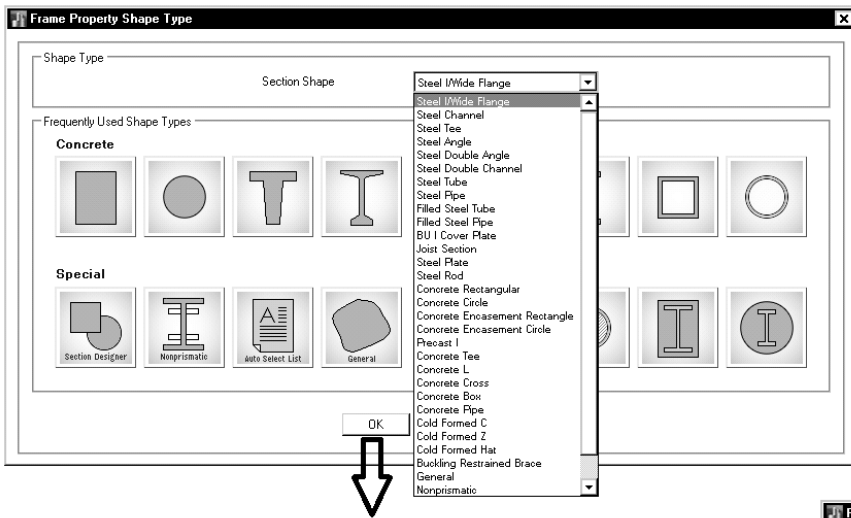 Frame Property Shape Type
Shape Type
Section Shape
Steel I/Wide Flange
Steel I/Wide Flange
Steel Channel
Steel Tee
Steel Angle
Steel Double Angle
Steel Double Channel
Steel Tube
Steel Pipe
Filled Steel Tube
Filled Steel Pipe
BU I Cover Plate
Joist Section
Steel Plate
Steel Rod
Concrete Rectangular
Concrete Circle
Concrete Encasement Rectangle
Concrete Encasement Circle
Precast I
Concrete Tee
Concrete L
Concrete Cross
Concrete Box
Concrete Pipe
Cold Formed C
Cold Formed Z
Cold Formed Hat
Buckling Restrained Brace
General
Nonprismatic
Frequently Used Shape Types
Concrete
Special
Section Designer
Nonprismatic
A
Auto Select List
General
OK